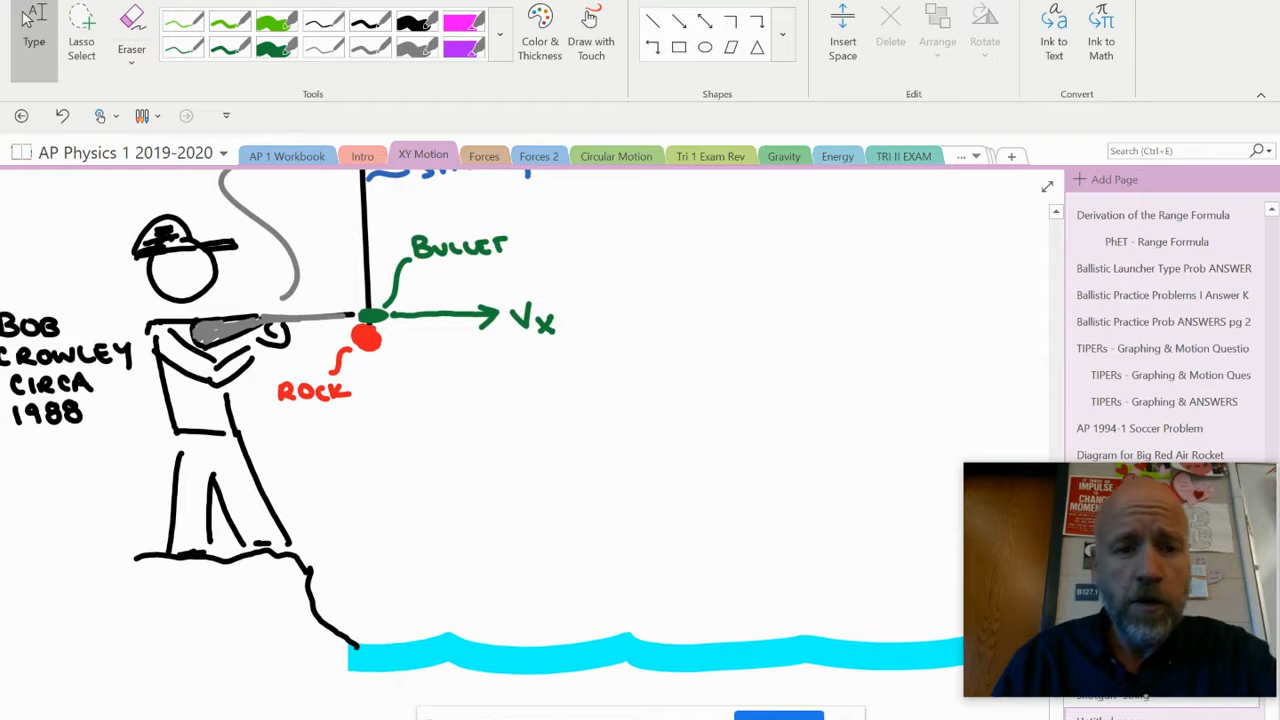 Type
Lasso
Select
Eraser
Color &
Thickness
Draw with
Touch
Insert
Space
Delete
Arrange
Rotate
Ink to
Text
Ink to
Math
Tools
Shapes
Edit
Convert
AP Physics 1 2019-2020
AP 1 Workbook
Intro
XY Motion
Forces
Forces 2
Circular Motion
Tri 1 Exam Rev
Gravity
Energy
TRI II EXAM
...
Search (Ctrl+E)
Add Page
Derivation of the Range Formula
PhET - Range Formula
Ballistic Launcher Type Prob ANSWER
Ballistic Practice Problems I Answer K
Ballistic Practice Prob ANSWERS pg 2
TIPERs - Graphing & Motion Questio
TIPERs - Graphing & Motion Ques
TIPERs - Graphing & ANSWERS
AP 1994-1 Soccer Problem
Diagram for Big Red Air Rocket
BULLET
Vx
ROCK
BOB
CROWLEY
CIRCA
1988
IMPULSE
CHANGE
MOMEN
B127.1